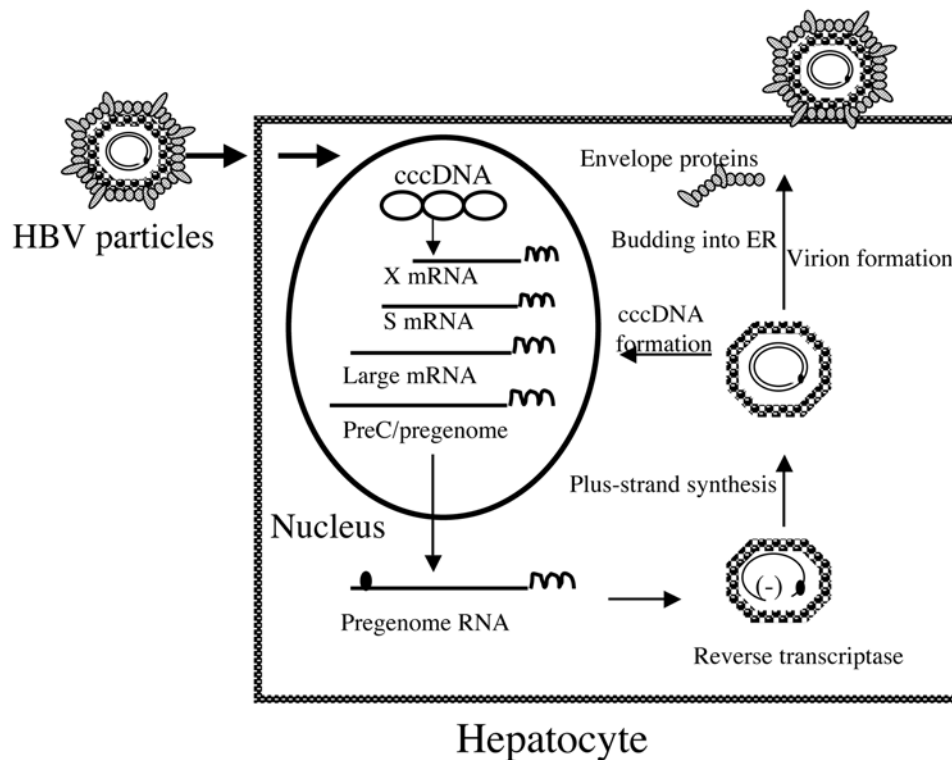 HBV particles
cccDNA
X mRNA
S mRNA
Large mRNA
PreC/pregenome
Nucleus
Pregenome RNA
Reverse transcriptase
(-)
Plus-strand synthesis
cccDNA
formation
Budding into ER
Virion formation
Envelope proteins
Hepatocyte